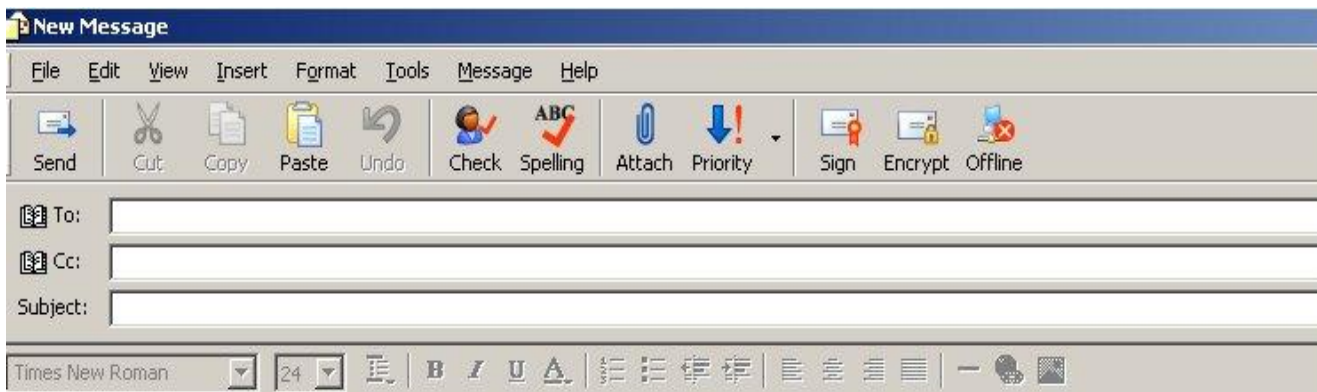 New Message
File Edit View Insert Format Tools Message Help
ABC
Send Cut Copy Paste Undo Check Spelling Attach Priority Sign Encrypt Offline
To:
Cc:
Subject:
Times New Roman 24 B I U A